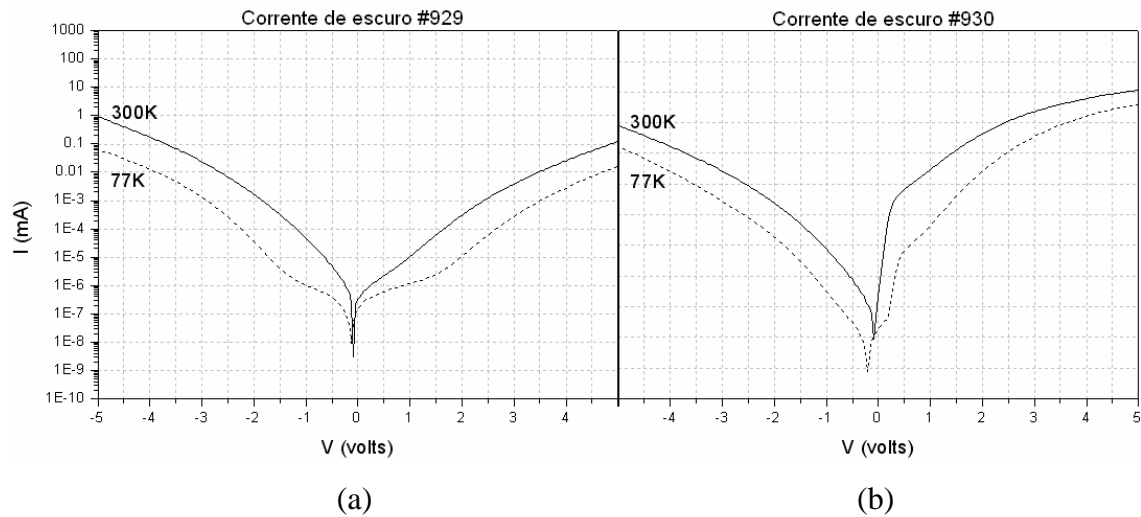 Corrente de escuro #929
Corrente de escuro #930
1000
100
10
1
0.1
0.01
1E-3
1E-4
1E-5
1E-6
1E-7
1E-8
1E-9
1E-10
I (mA)
300K
77K
300K
77K
-5 -4 -3 -2 -1 0 1 2 3 4
-4 -3 -2 -1 0 1 2 3 4 5
V (volts)
V (volts)
(a)
(b)